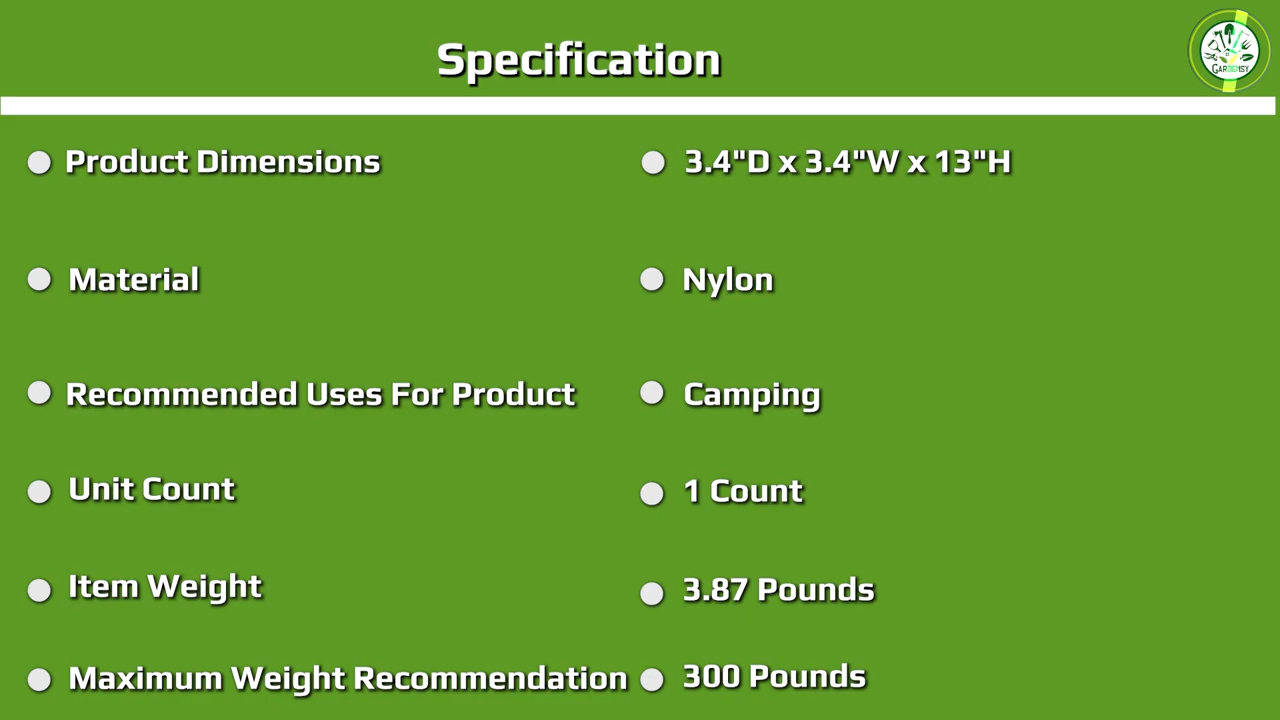 Specification
GARDENSY
Product Dimensions
3.4"D x 3.4"W x 13"H
Material
Nylon
Recommended Uses For Product
Camping
Unit Count
1 Count
Item Weight
3.87 Pounds
Maximum Weight Recommendation
300 Pounds